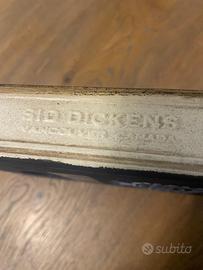 SID DICKENS
VANCOUVER CANADA
subito